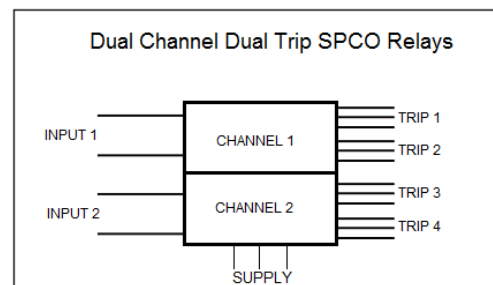 Dual Channel Dual Trip SPCO Relays
INPUT 1
CHANNEL 1
TRIP 1
TRIP 2
INPUT 2
CHANNEL 2
TRIP 3
TRIP 4
SUPPLY